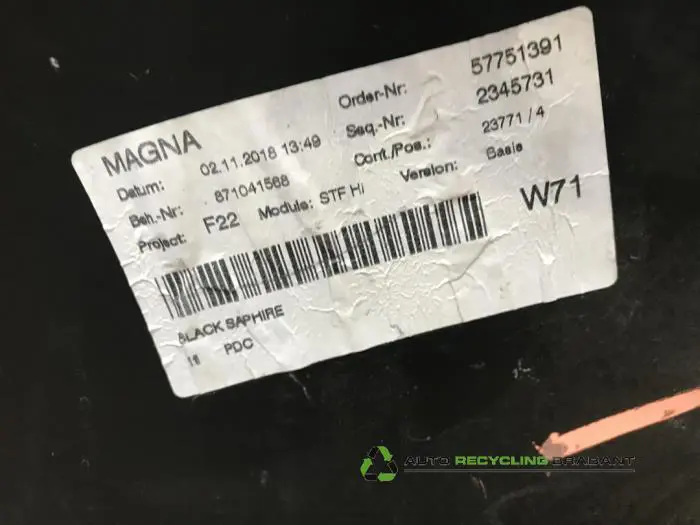 MAGNA
Datum: 02.11.2018 13:49
Order-Nr: 57751391
Beh.-Nr: 871041568
Seq.-Nr: 2345731
Project: F22 Module: STF Hi
Cont./Pos.: 23771 / 4
Version: Basis
W71
BLACK SAPHIRE
PDC
AUTO RECYCLING BRABANT